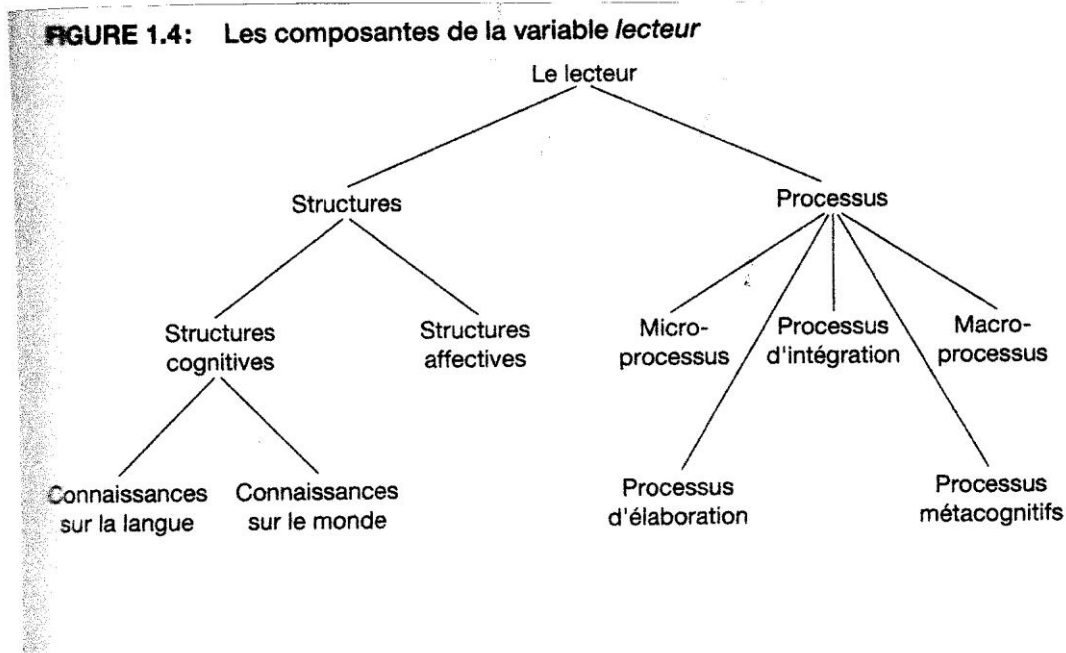 FIGURE 1.4: Les composantes de la variable lecteur
Le lecteur
Structures
Processus
Structures
cognitives
Structures
affectives
Micro-
processus
Processus
d'intégration
Macro-
processus
Connaissances
sur la langue
Connaissances
sur le monde
Processus
d'élaboration
Processus
métacognitifs